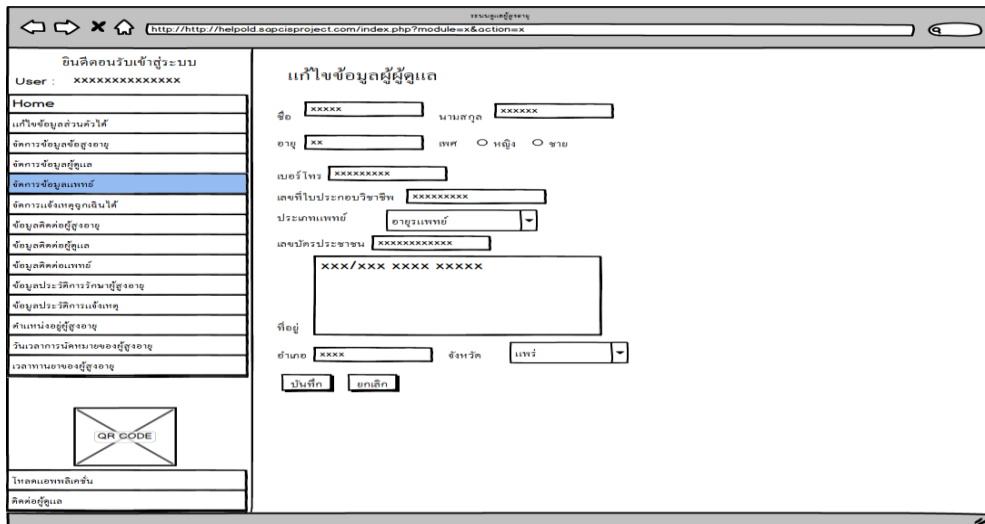 ระบบดูแลผู้สูงอายุ
http://http://helpold.sapcisproject.com/index.php?module=x&action=x
ยินดีตอนรับเข้าสู่ระบบ
User : xxxxxxxxxxxxxx
Home
แก้ไขข้อมูลส่วนตัวได้
จัดการข้อมูลข้อสูงอายุ
จัดการข้อมูลผู้ดูแล
จัดการข้อมูลแพทย์
จัดการแจ้งเหตุฉุกเฉินได้
ข้อมูลติดต่อผู้สูงอายุ
ข้อมูลติดต่อผู้ดูแล
ข้อมูลติดต่อแพทย์
ข้อมูลประวัติการรักษาผู้สูงอายุ
ข้อมูลประวัติการแจ้งเหตุ
ตำแหน่งอยู่ผู้สูงอายุ
วันเวลาการนัดหมายของผู้สูงอายุ
เวลาทานยาของผู้สูงอายุ
QR CODE
โหลดแอพพลิเคชั่น
ติดต่อผู้ดูแล
แก้ไขข้อมูลผู้ผู้ดูแล
ชื่อ xxxxx นามสกุล xxxxxx
อายุ xx เพศ หญิง ชาย
เบอร์โทร xxxxxxxxx
เลขที่ใบประกอบวิชาชีพ xxxxxxxxx
ประเภทแพทย์ อายุรแพทย์
เลขบัตรประชาชน xxxxxxxxxxxx
xxx/xxx xxxx xxxxx
ที่อยู่
อำเภอ xxxx จังหวัด แพร่
บันทึก ยกเลิก